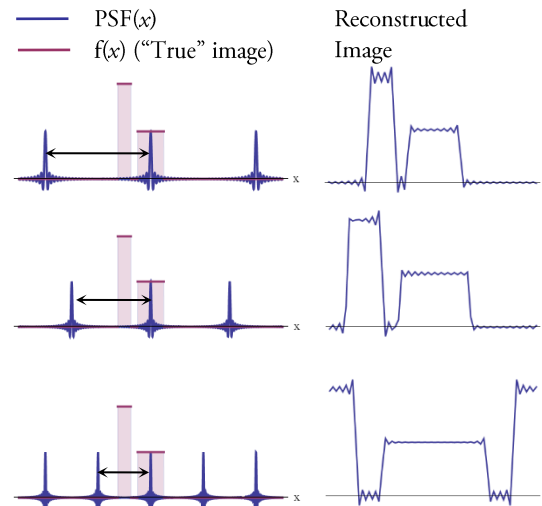 PSF(x)
f(x) (“True” image)
Reconstructed
Image
x
x
x